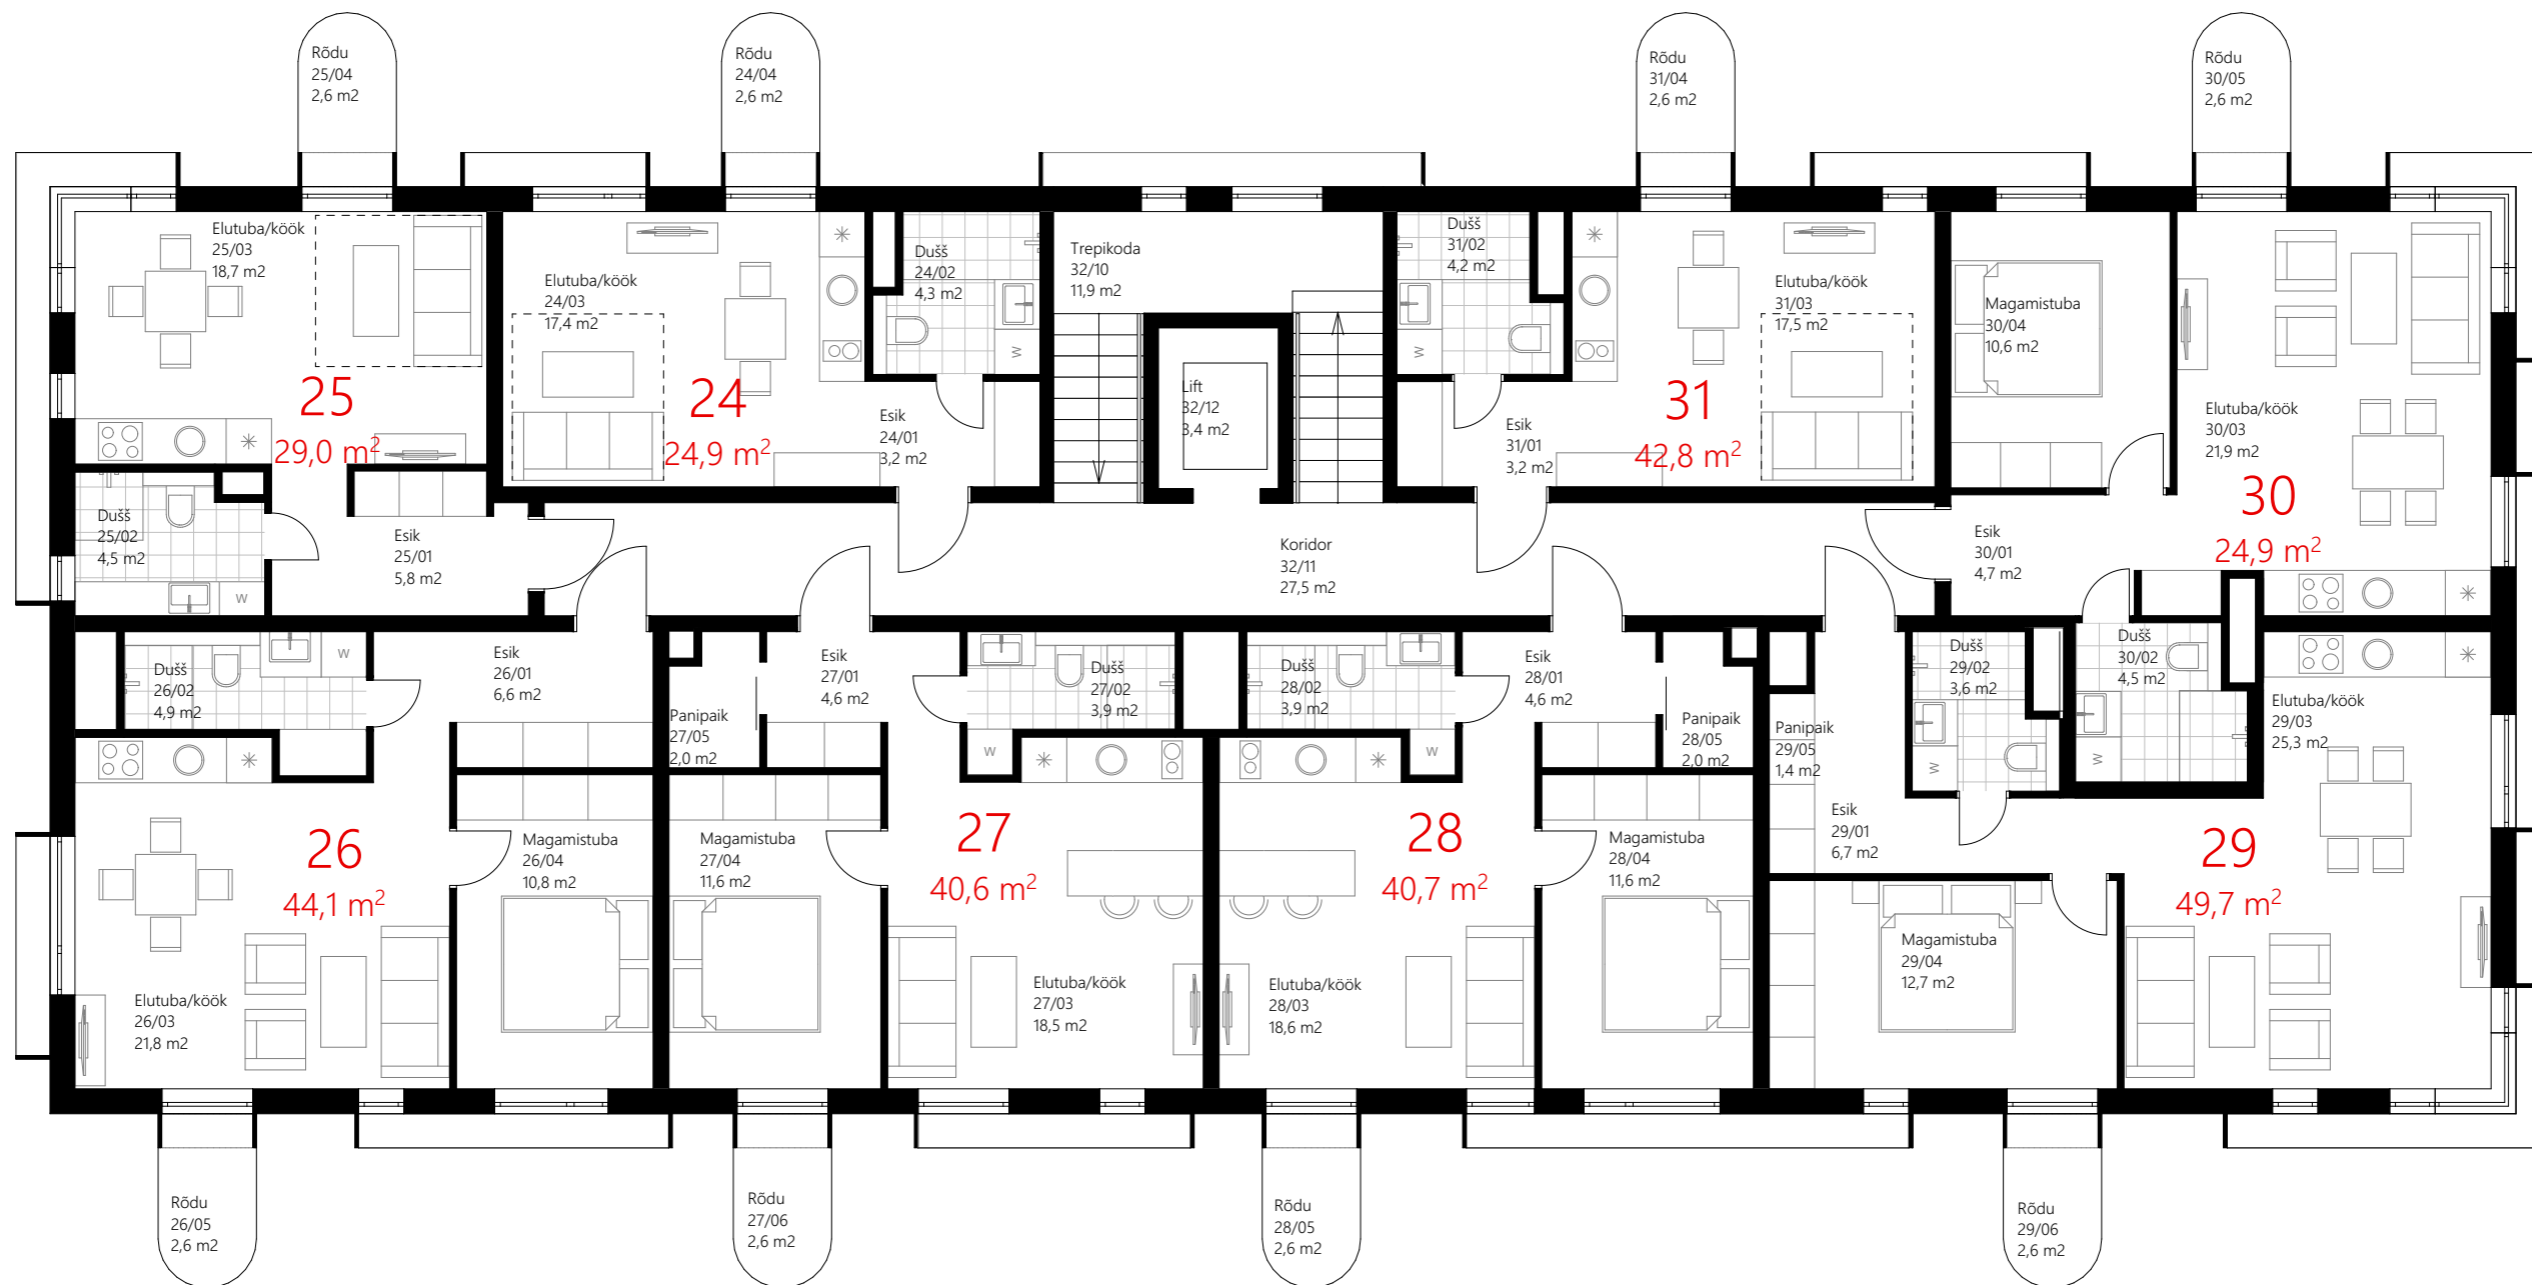 Rõdu
25/04
2,6 m2
Rõdu
24/04
2,6 m2
Rõdu
31/04
2,6 m2
Rõdu
30/05
2,6 m2
Elutuba/köök
25/03
18,7 m2
25
29,0 m²
Dušš
25/02
4,5 m2
W
Esik
25/01
5,8 m2
Elutuba/köök
24/03
17,4 m2
24
24,9 m²
Dušš
24/02
4,3 m2
W
Esik
24/01
3,2 m2
Trepikoda
32/10
11,9 m2
Lift
32/12
3,4 m2
Koridor
32/11
27,5 m2
Dušš
31/02
4,2 m2
W
Esik
31/01
3,2 m2
Elutuba/köök
31/03
17,5 m2
31
42,8 m²
Magamistuba
30/04
10,6 m2
Elutuba/köök
30/03
21,9 m2
30
24,9 m²
Esik
30/01
4,7 m2
Dušš
30/02
4,5 m2
W
Dušš
26/02
4,9 m2
W
Esik
26/01
6,6 m2
26
44,1 m²
Magamistuba
26/04
10,8 m2
Elutuba/köök
26/03
21,8 m2
Panipaik
27/05
2,0 m2
Esik
27/01
4,6 m2
Dušš
27/02
3,9 m2
W
Magamistuba
27/04
11,6 m2
27
40,6 m²
Elutuba/köök
27/03
18,5 m2
Dušš
28/02
3,9 m2
W
Esik
28/01
4,6 m2
Panipaik
28/05
2,0 m2
28
40,7 m²
Magamistuba
28/04
11,6 m2
Elutuba/köök
28/03
18,6 m2
Panipaik
29/05
1,4 m2
Dušš
29/02
3,6 m2
W
Esik
29/01
6,7 m2
Elutuba/köök
29/03
25,3 m2
29
49,7 m²
Magamistuba
29/04
12,7 m2
Rõdu
26/05
2,6 m2
Rõdu
27/06
2,6 m2
Rõdu
28/05
2,6 m2
Rõdu
29/06
2,6 m2